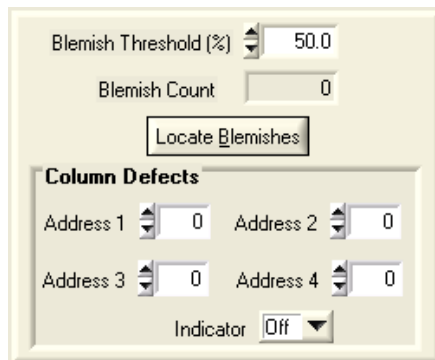 Blemish Threshold (%) 50.0
Blemish Count 0
Locate Blemishes
Column Defects
Address 1 0 Address 2 0
Address 3 0 Address 4 0
Indicator Off